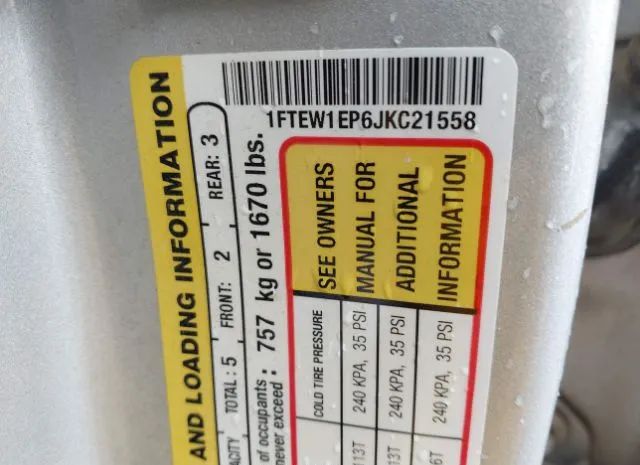 1FTEW1EP6JKC21558
AND LOADING INFORMATION
TOTAL: 5 FRONT: 2 REAR: 3
of occupants
exceed: 757 kg or 1670 lbs.
SEE OWNERS
MANUAL FOR
ADDITIONAL
INFORMATION
COLD TIRE PRESSURE
240 KPA, 35 PSI
240 KPA, 35 PSI
240 KPA, 35 PSI